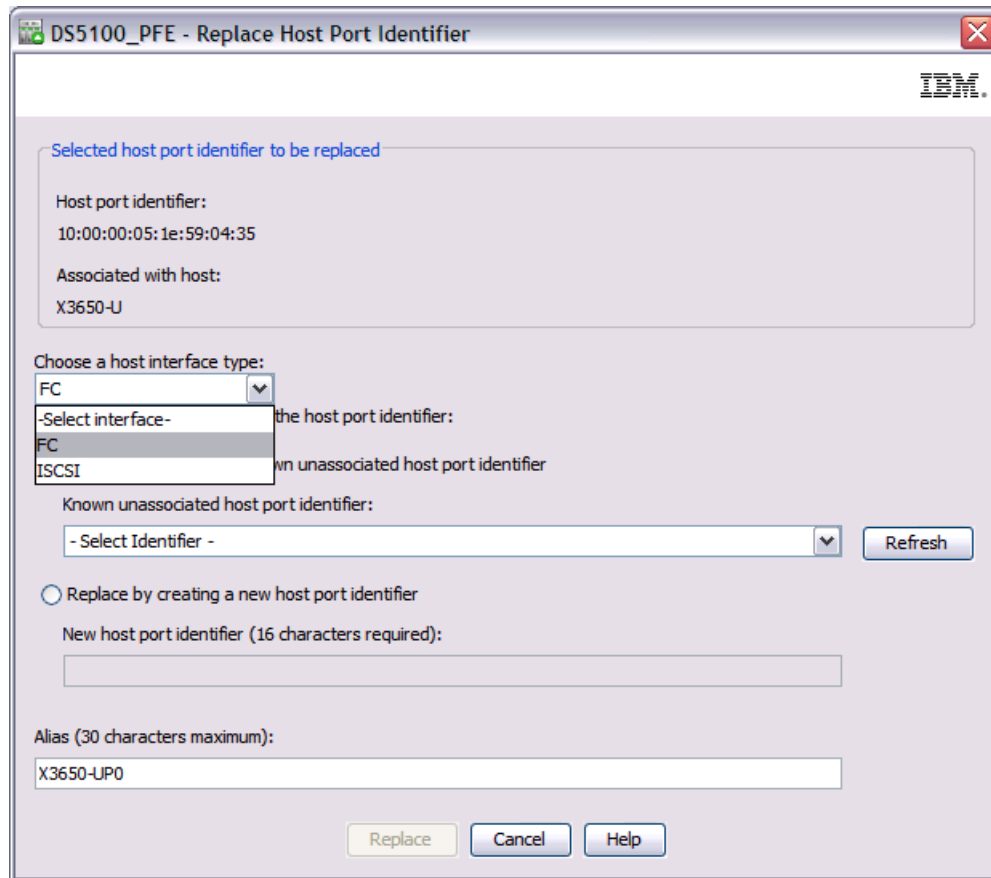 DS5100_PFE - Replace Host Port Identifier
IBM.
Selected host port identifier to be replaced
Host port identifier:
10:00:00:05:1e:59:04:35
Associated with host:
X3650-U
Choose a host interface type:
FC
-Select interface-
the host port identifier:
FC
ISCSI
unassociated host port identifier
Known unassociated host port identifier:
- Select Identifier -
Refresh
Replace by creating a new host port identifier
New host port identifier (16 characters required):
Alias (30 characters maximum):
X3650-UP0
Replace
Cancel
Help